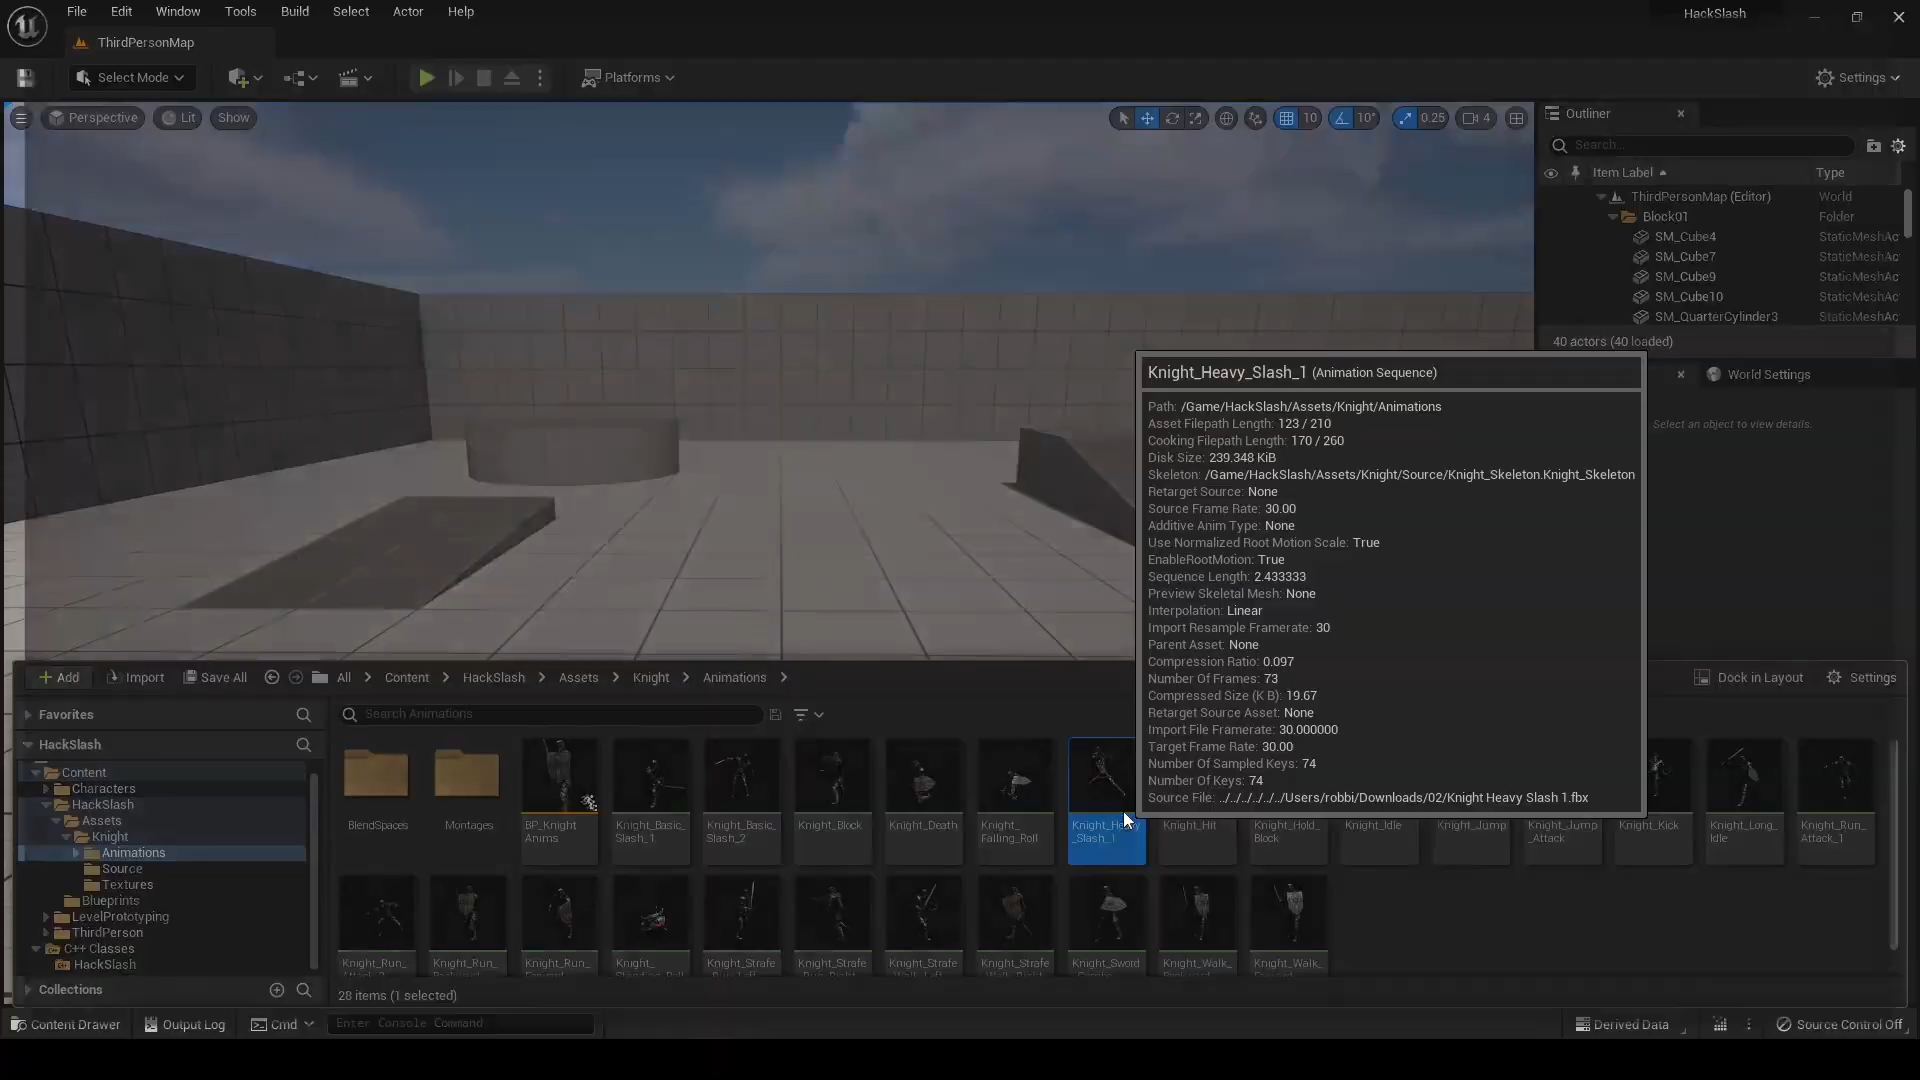 File Edit Window Tools Build Select Actor Help
HackSlash
ThirdPersonMap
Select Mode
Platforms
Settings
Perspective Lit Show
10 10° 0.25 4
Outliner
Search...
Item Label Type
ThirdPersonMap (Editor) World
Block01 Folder
SM_Cube4 StaticMeshAc
SM_Cube7 StaticMeshAc
SM_Cube9 StaticMeshAc
SM_Cube10 StaticMeshAc
SM_QuarterCylinder3 StaticMeshAc
40 actors (40 loaded)
World Settings
Select an object to view details.
Knight_Heavy_Slash_1 (Animation Sequence)
Path: /Game/HackSlash/Assets/Knight/Animations
Asset Filepath Length: 123 / 210
Cooking Filepath Length: 170 / 260
Disk Size: 239.348 KiB
Skeleton: /Game/HackSlash/Assets/Knight/Source/Knight_Skeleton.Knight_Skeleton
Retarget Source: None
Source Frame Rate: 30.00
Additive Anim Type: None
Use Normalized Root Motion Scale: True
EnableRootMotion: True
Sequence Length: 2.433333
Preview Skeletal Mesh: None
Interpolation: Linear
Import Resample Framerate: 30
Parent Asset: None
Compression Ratio: 0.097
Number Of Frames: 73
Compressed Size (K B): 19.67
Retarget Source Asset: None
Import File Framerate: 30.000000
Target Frame Rate: 30.00
Number Of Sampled Keys: 74
Number Of Keys: 74
Source File: ../../../../../../Users/robbi/Downloads/02/Knight Heavy Slash 1.fbx
Add Import Save All All Content HackSlash Assets Knight Animations
Dock in Layout Settings
Favorites
HackSlash
Content
Characters
HackSlash
Assets
Knight
Animations
Source
Textures
Blueprints
LevelPrototyping
ThirdPerson
C++ Classes
HackSlash
Collections
Search Animations
BlendSpaces
Montages
BP_Knight
Anims
Knight_Basic_
Slash_1
Knight_Basic_
Slash_2
Knight_Block
Knight_Death
Knight_
Falling_Roll
Knight_He
_Slash_1
Knight_Hit
Knight_Hold_
Block
Knight_Idle
Knight_Jump
Knight_Jump
_Attack
Knight_Kick
Knight_Long_
Idle
Knight_Run_
Attack_1
Knight_Run_
Knight_Run_
Knight_Run_
Knight_
Knight_Strafe
Knight_Strafe
Knight_Strafe
Knight_Strafe
Knight_Sword
Knight_Walk_
Knight_Walk_
28 items (1 selected)
Content Drawer Output Log Cmd Enter Console Command
Derived Data Source Control Off